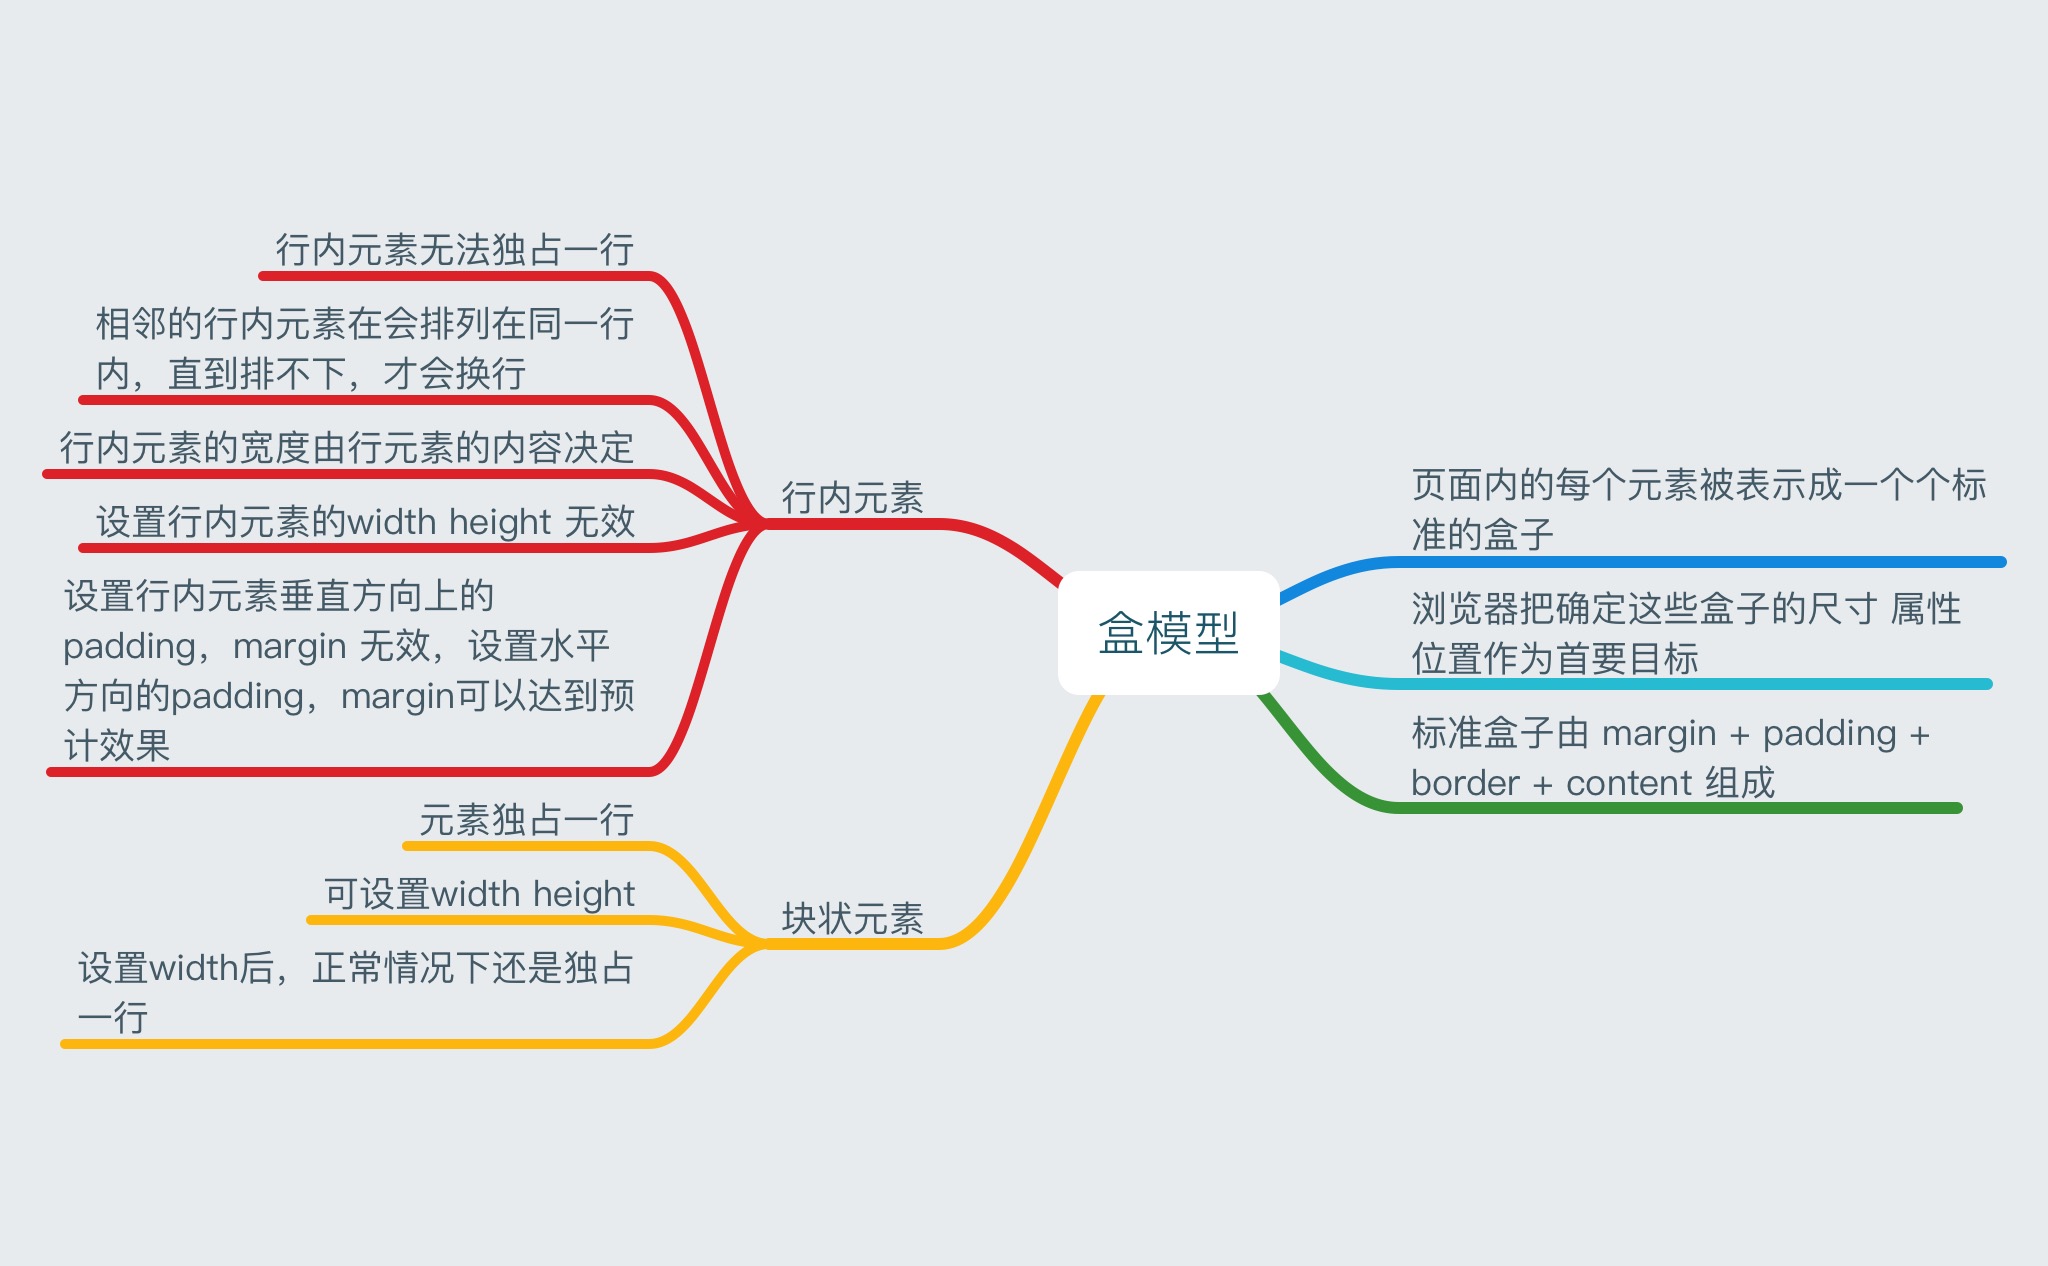 盒模型
页面内的每个元素被表示成一个个标
准的盒子
浏览器把确定这些盒子的尺寸 属性
位置作为首要目标
标准盒子由 margin + padding +
border + content 组成
行内元素
行内元素无法独占一行
相邻的行内元素在会排列在同一行
内，直到排不下，才会换行
行内元素的宽度由行元素的内容决定
设置行内元素的width height 无效
设置行内元素垂直方向上的
padding，margin 无效，设置水平
方向的padding，margin可以达到预
计效果
块状元素
元素独占一行
可设置width height
设置width后，正常情况下还是独占
一行